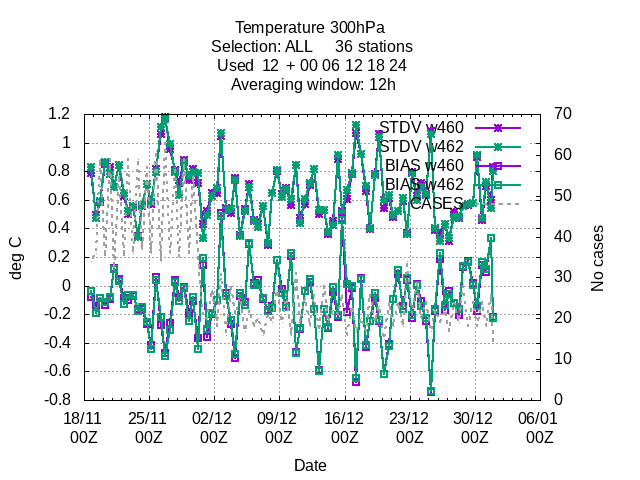 Temperature 300hPa
Selection: ALL 36 stations
Used 12 + 00 06 12 18 24
Averaging window: 12h
1.2
1
0.8
0.6
0.4
0.2
0
-0.2
-0.4
-0.6
-0.8
deg C
70
60
50
40
30
20
10
0
No cases
STDV w460
STDV w462
BIAS w460
BIAS w462
CASES
18/11 25/11 02/12 09/12 16/12 23/12 30/12 06/01
00Z 00Z 00Z 00Z 00Z 00Z 00Z 00Z
Date